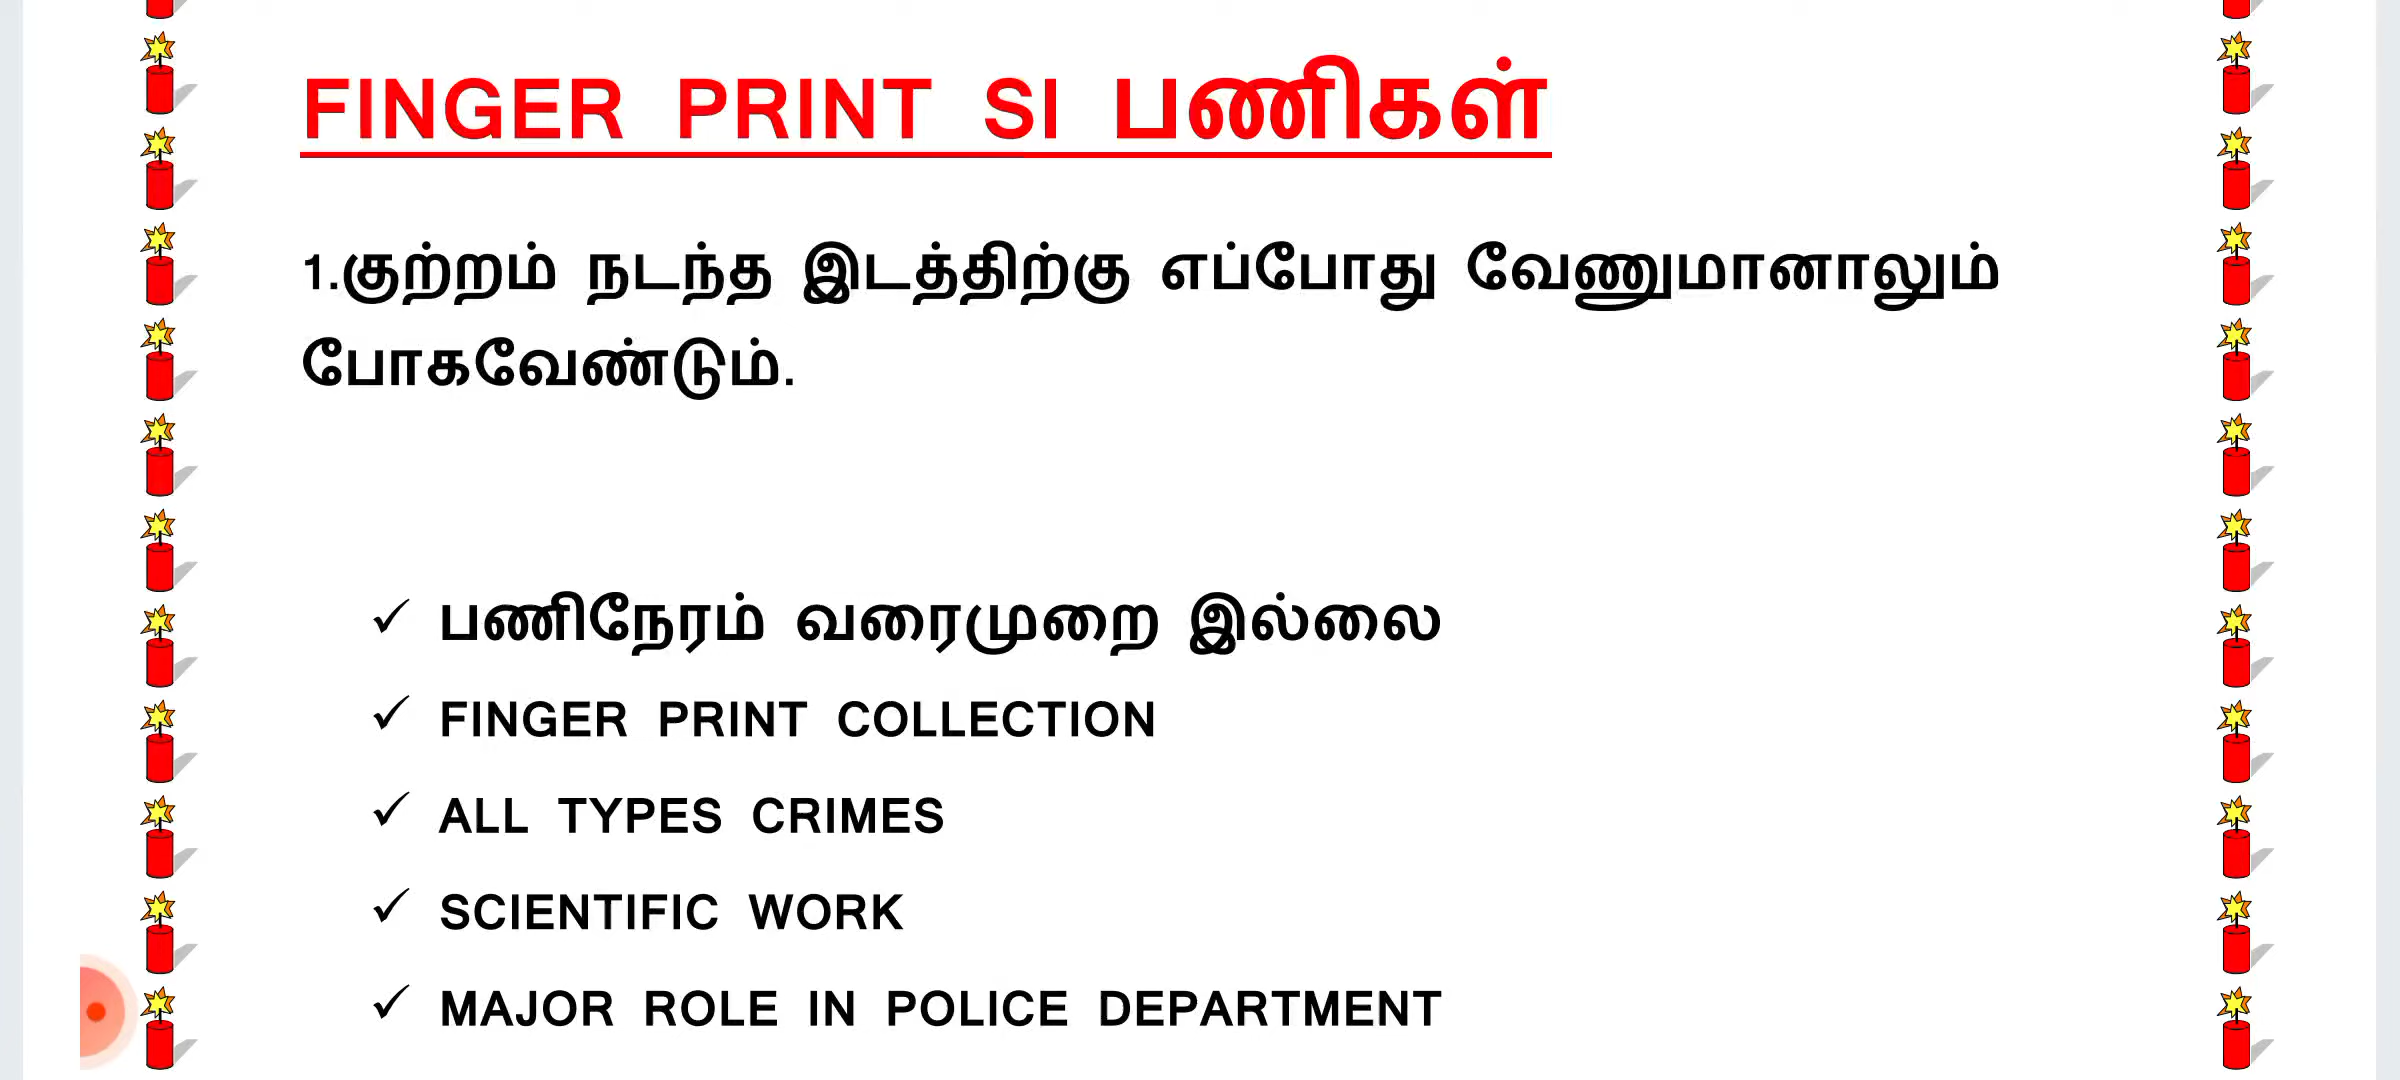 FINGER PRINT SI பணிகள்
1.குற்றம் நடந்த இடத்திற்கு எப்போது வேணுமானாலும்
போகவேண்டும்.
✓ பணிநேரம் வரைமுறை இல்லை
✓ FINGER PRINT COLLECTION
✓ ALL TYPES CRIMES
✓ SCIENTIFIC WORK
✓ MAJOR ROLE IN POLICE DEPARTMENT